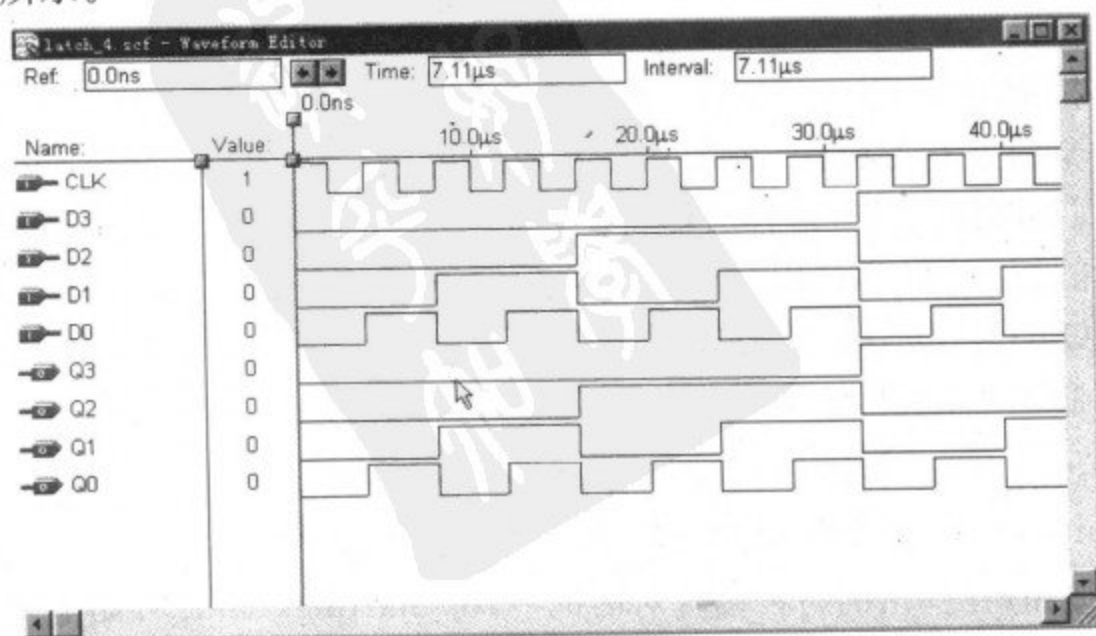 latch_4.scf - Waveform Editor
Ref: 0.0ns Time: 7.11μs Interval: 7.11μs
0.0ns
Name: Value: 10.0μs 20.0μs 30.0μs 40.0μs
CLK 1
D3 0
D2 0
D1 0
D0 0
Q3 0
Q2 0
Q1 0
Q0 0